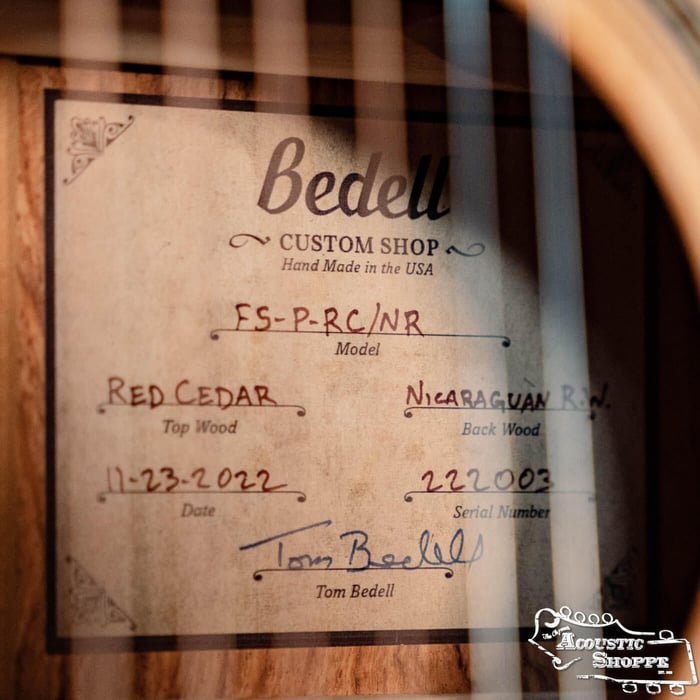 Bedell
CUSTOM SHOP
Hand Made in the USA
FS-P-RC/NR
Model
RED CEDAR
NICARAGUAN R.W.
Top Wood
Back Wood
11-23-2022
222003
Date
Serial Number
Tom Bedell
Tom Bedell
The
ACOUSTIC
SHOPPE